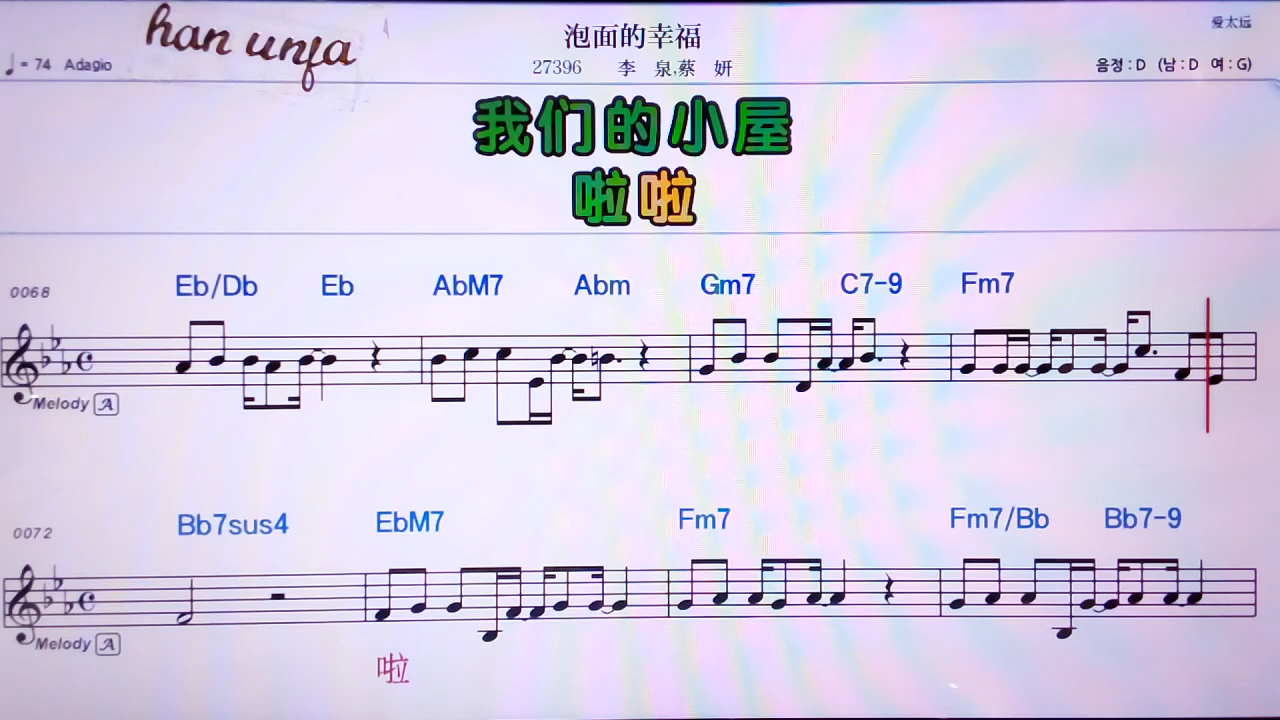 han unfa
泡面的幸福
爱太远
♩= 74 Adagio
27396 李 泉,蔡 妍
음정 : D (남 : D 여 : G)
我们的小屋
啦啦
0068 Eb/Db Eb AbM7 Abm Gm7 C7-9 Fm7
Melody A
0072 Bb7sus4 EbM7 Fm7 Fm7/Bb Bb7-9
Melody A
啦